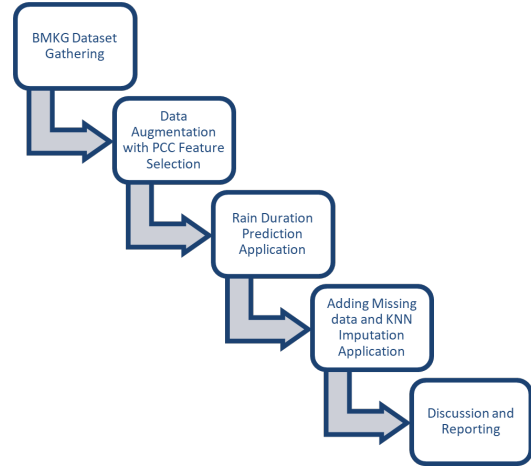 BMKG Dataset
Gathering
Data
Augmentation
with PCC Feature
Selection
Rain Duration
Prediction
Application
Adding Missing
data and KNN
Imputation
Application
Discussion and
Reporting